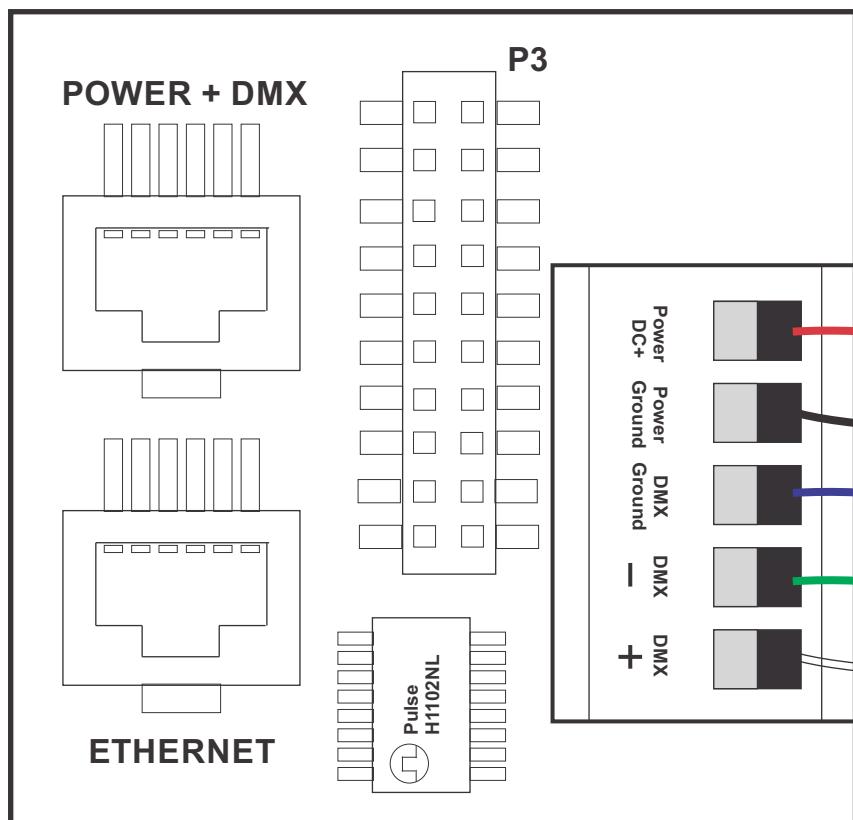 P3
POWER + DMX
Power
DC+
Power
Ground
DMX
Ground
DMX
–
DMX
+
Pulse
H1102NL
ETHERNET